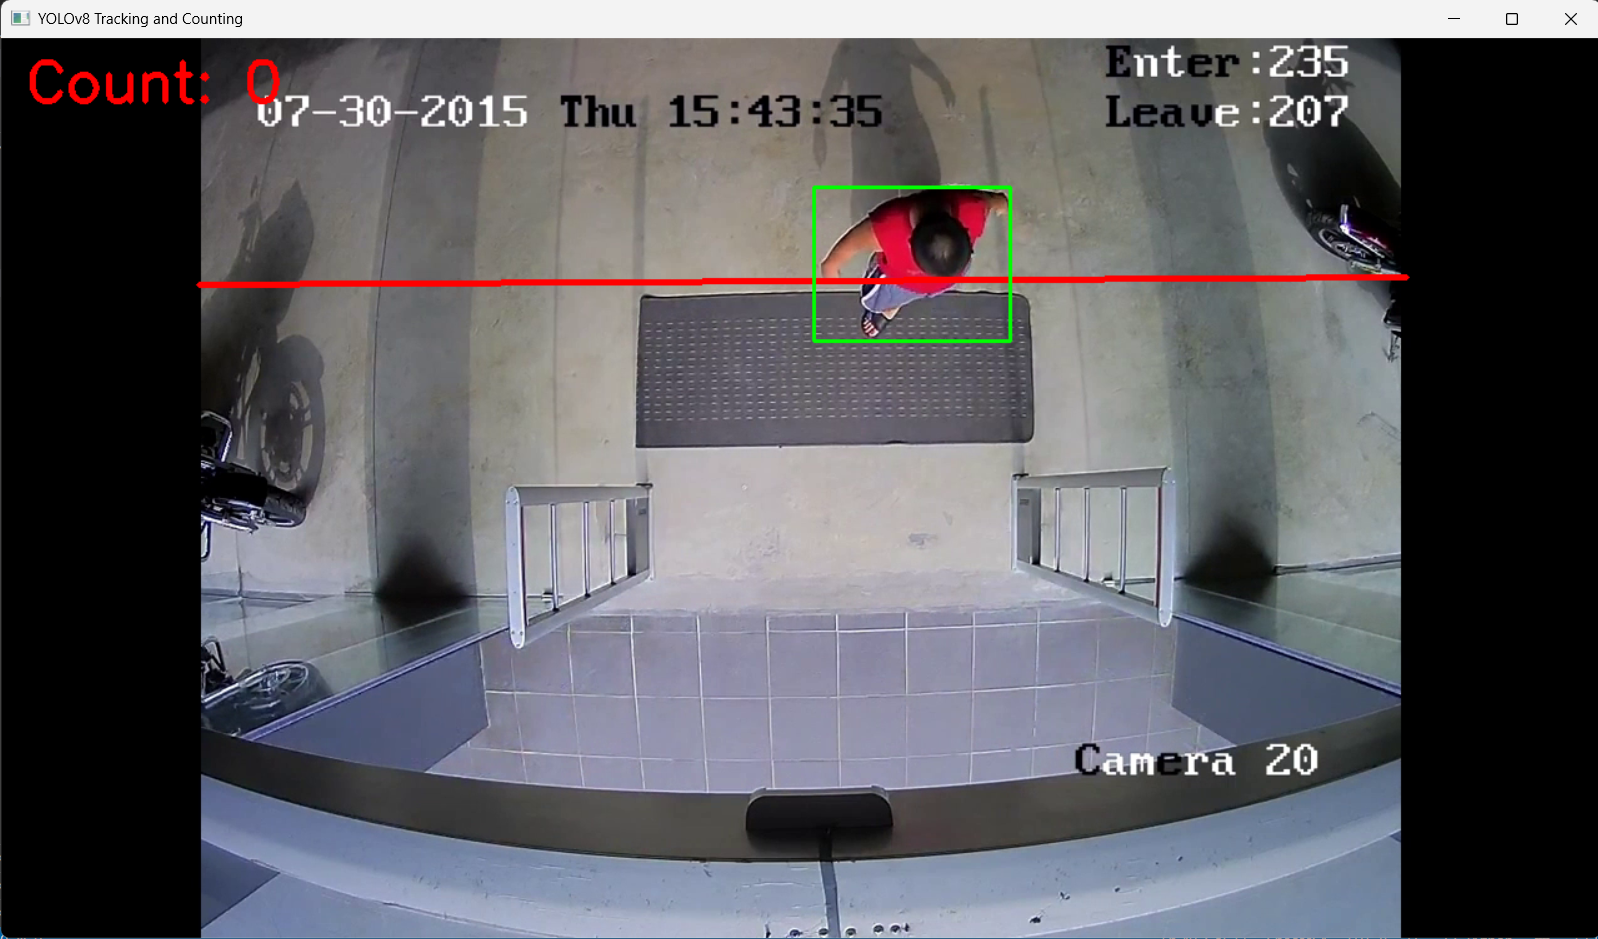 YOLOv8 Tracking and Counting
Count: 0
Enter:235
07-30-2015 Thu 15:43:35
Leave:207
Camera 20